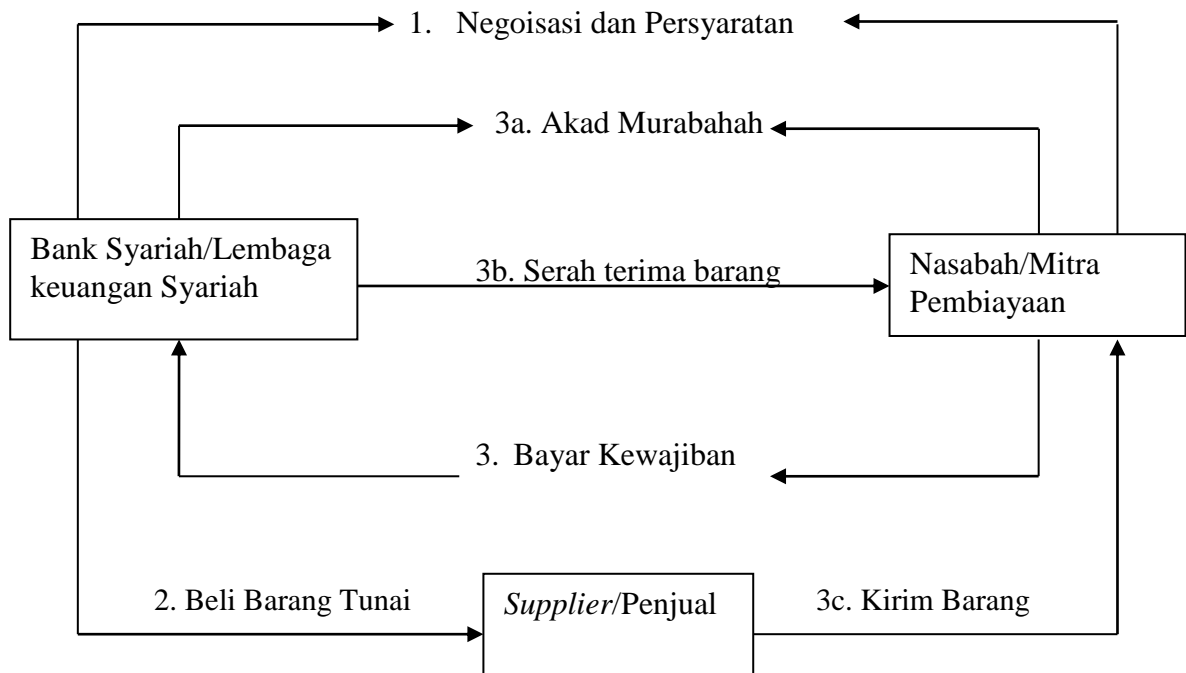 1. Negoisasi dan Persyaratan
3a. Akad Murabahah
Bank Syariah/Lembaga
keuangan Syariah
3b. Serah terima barang
Nasabah/Mitra
Pembiayaan
3. Bayar Kewajiban
2. Beli Barang Tunai
Supplier/Penjual
3c. Kirim Barang